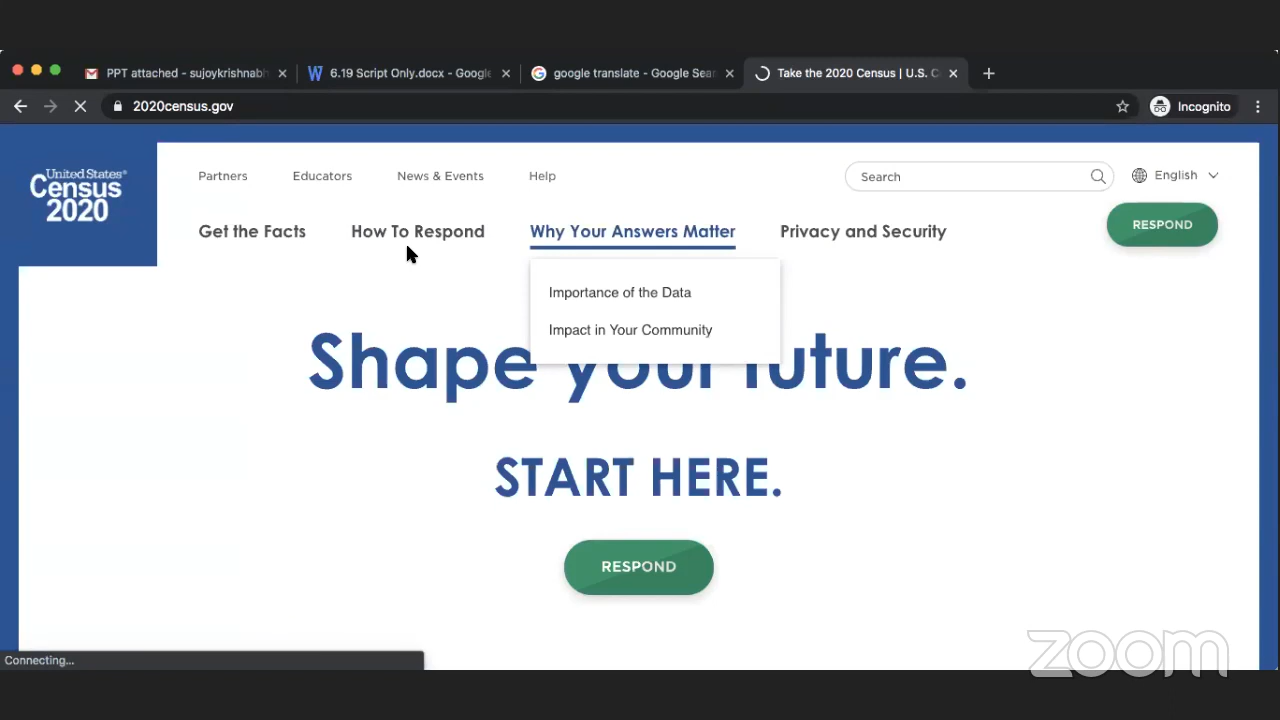 PPT attached - sujoykrishnabh
6.19 Script Only.docx - Google
google translate - Google Sear
Take the 2020 Census | U.S. C
2020census.gov
Incognito
United States®
Census
2020
Partners
Educators
News & Events
Help
Search
English
Get the Facts
How To Respond
Why Your Answers Matter
Privacy and Security
RESPOND
Importance of the Data
Impact in Your Community
Shape your future.
START HERE.
RESPOND
Connecting...
zoom